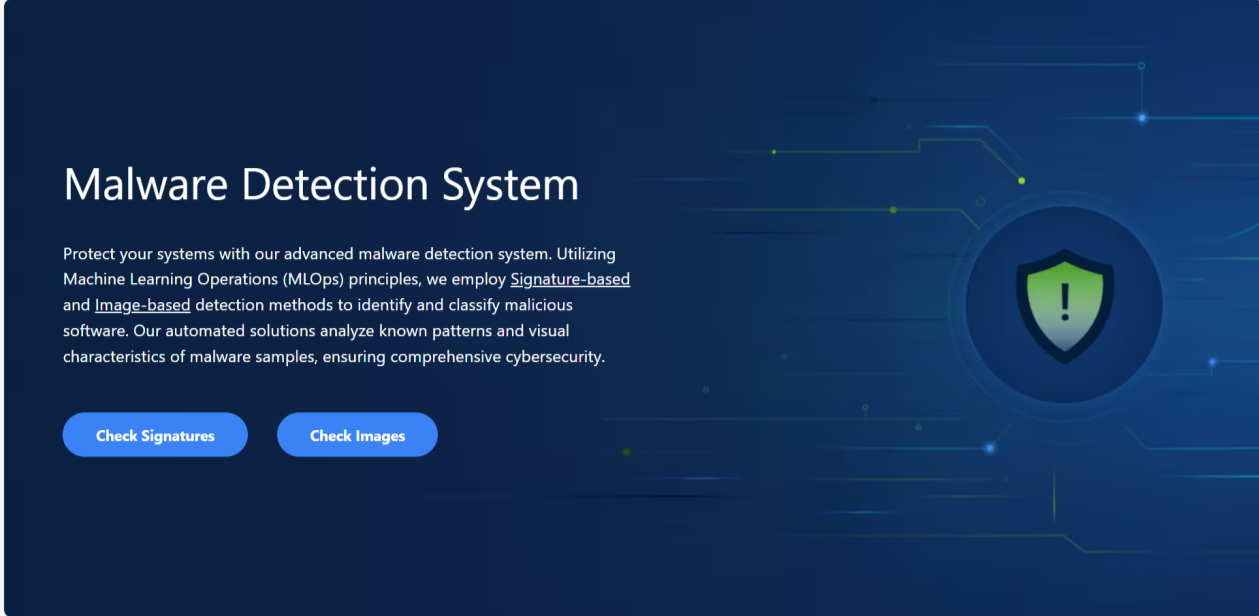 Malware Detection System
Protect your systems with our advanced malware detection system. Utilizing
Machine Learning Operations (MLOps) principles, we employ Signature-based
and Image-based detection methods to identify and classify malicious
software. Our automated solutions analyze known patterns and visual
characteristics of malware samples, ensuring comprehensive cybersecurity.
Check Signatures
Check Images